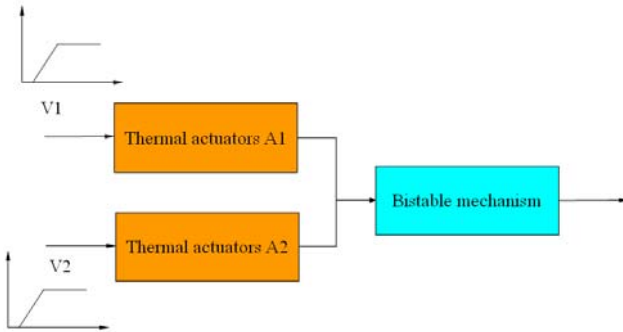 V1
Thermal actuators A1
Bistable mechanism
Thermal actuators A2
V2